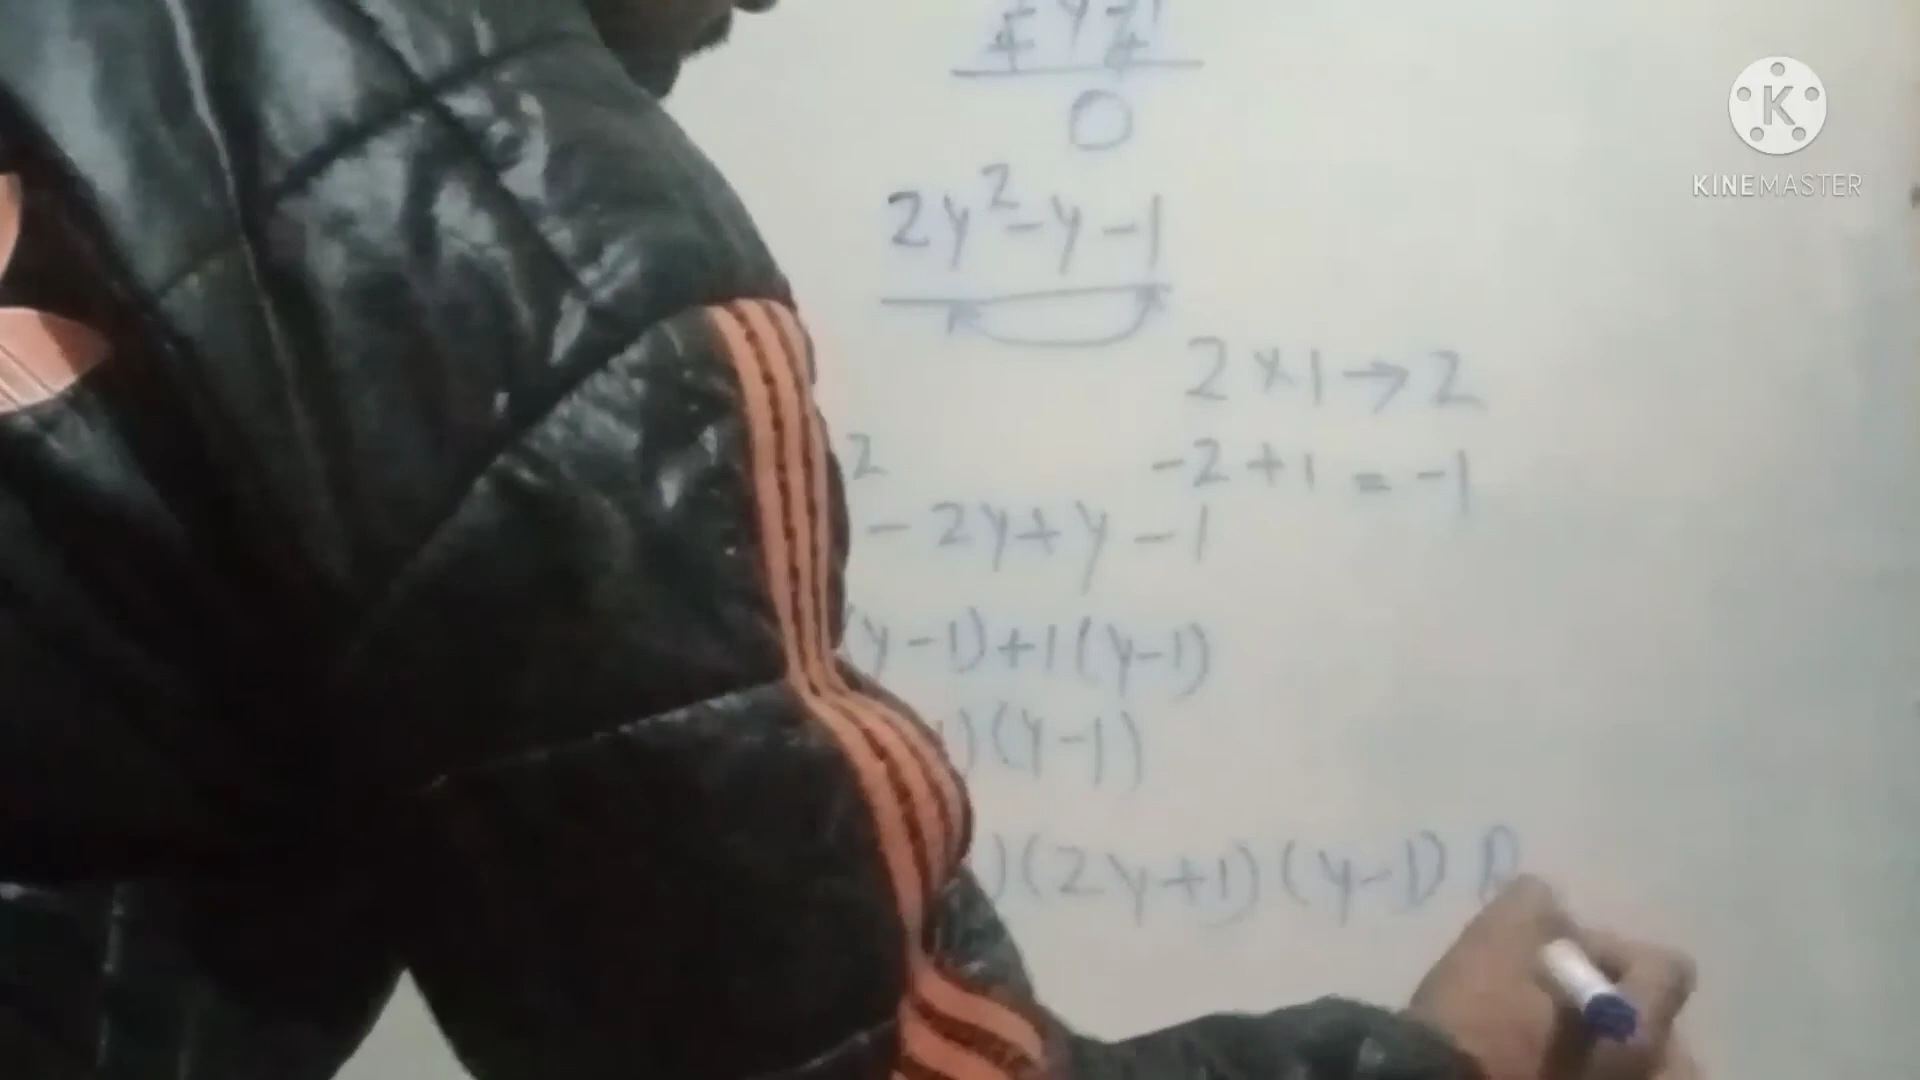 0
KINEMASTER
2y² - y - 1
2 × 1 → 2
2
-2 + 1 = -1
- 2y + y - 1
(y - 1) + 1 (y - 1)
) (y - 1)
) (2y + 1) (y - 1)